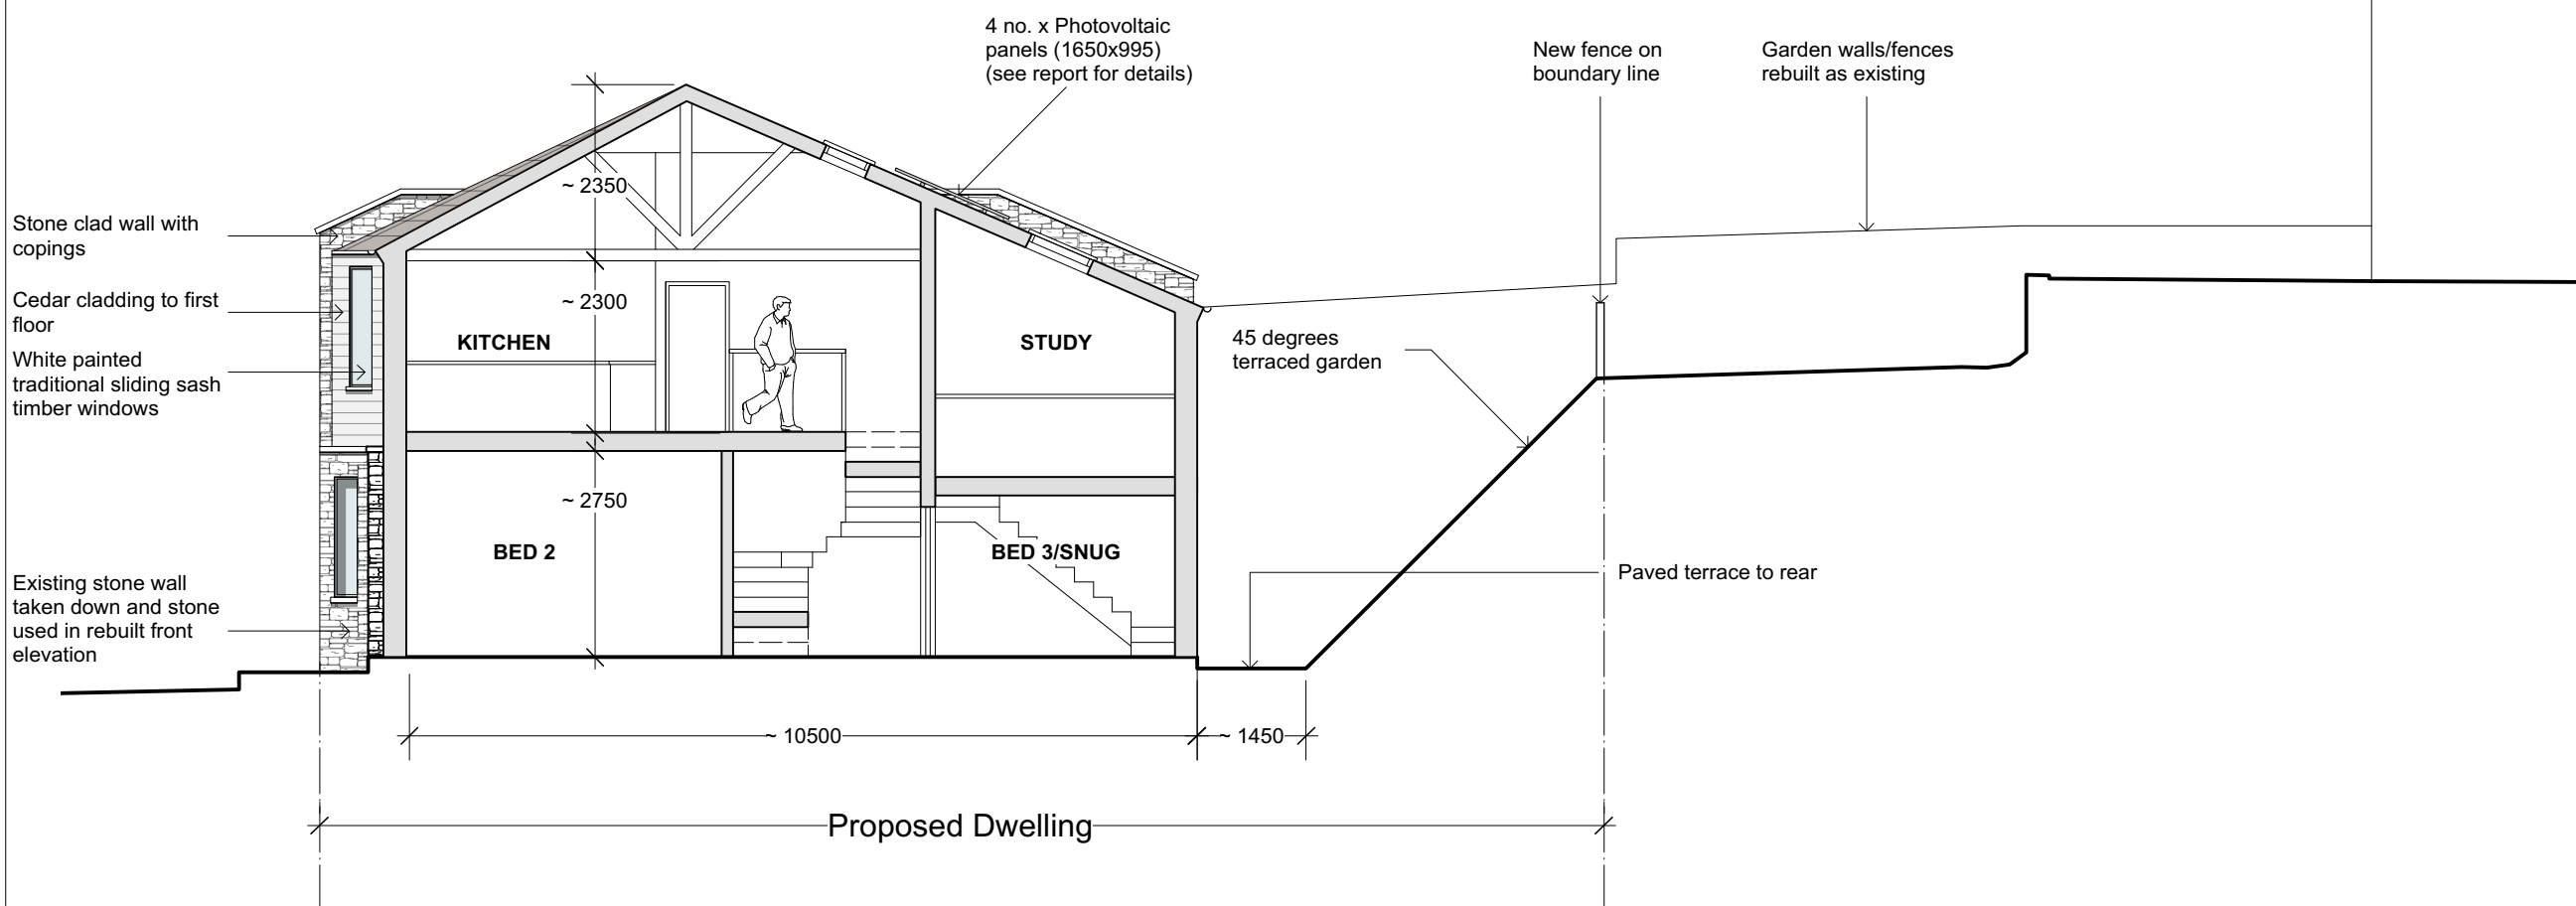 4 no. x Photovoltaic
panels (1650x995)
(see report for details)
New fence on
boundary line
Garden walls/fences
rebuilt as existing
Stone clad wall with
copings
Cedar cladding to first
floor
White painted
traditional sliding sash
timber windows
Existing stone wall
taken down and stone
used in rebuilt front
elevation
~ 2350
~ 2300
KITCHEN
STUDY
45 degrees
terraced garden
~ 2750
BED 2
BED 3/SNUG
Paved terrace to rear
~ 10500
~ 1450
Proposed Dwelling